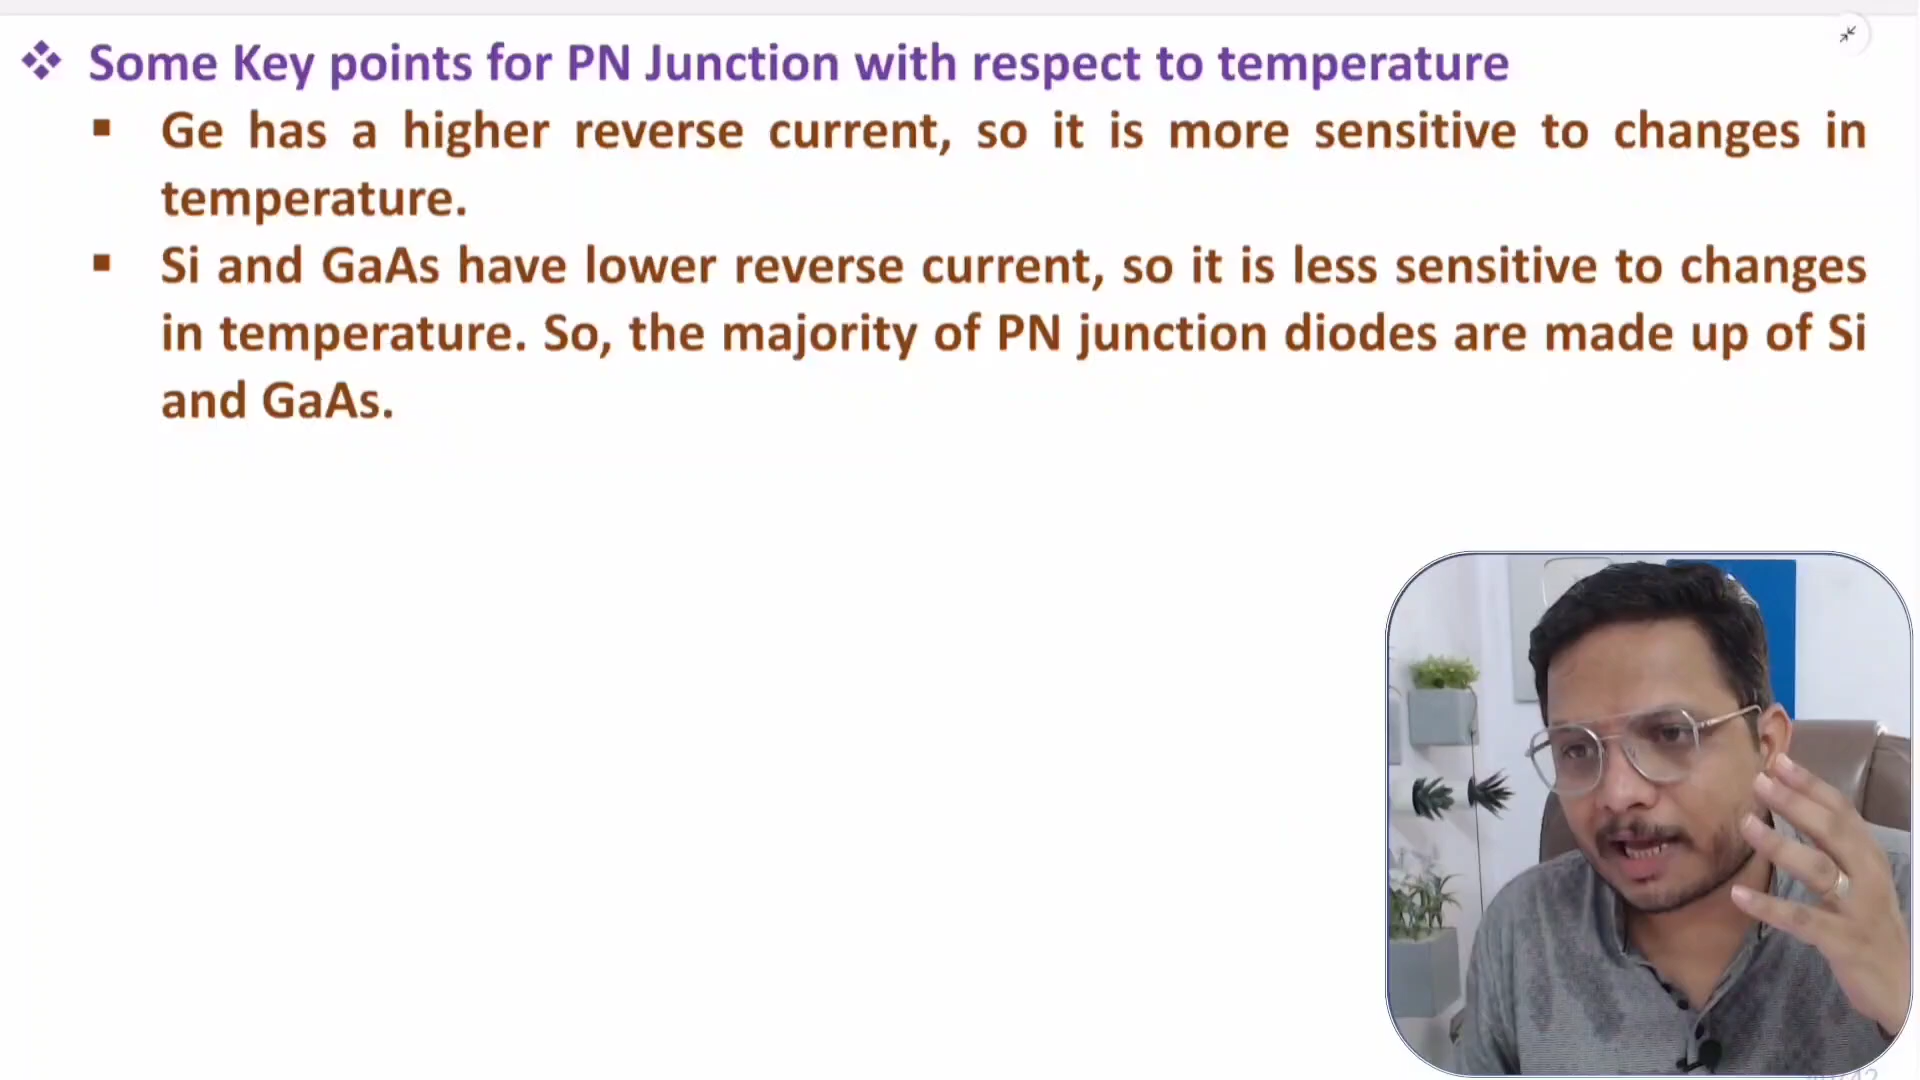 Some Key points for PN Junction with respect to temperature
Ge has a higher reverse current, so it is more sensitive to changes in
temperature.
Si and GaAs have lower reverse current, so it is less sensitive to changes
in temperature. So, the majority of PN junction diodes are made up of Si
and GaAs.